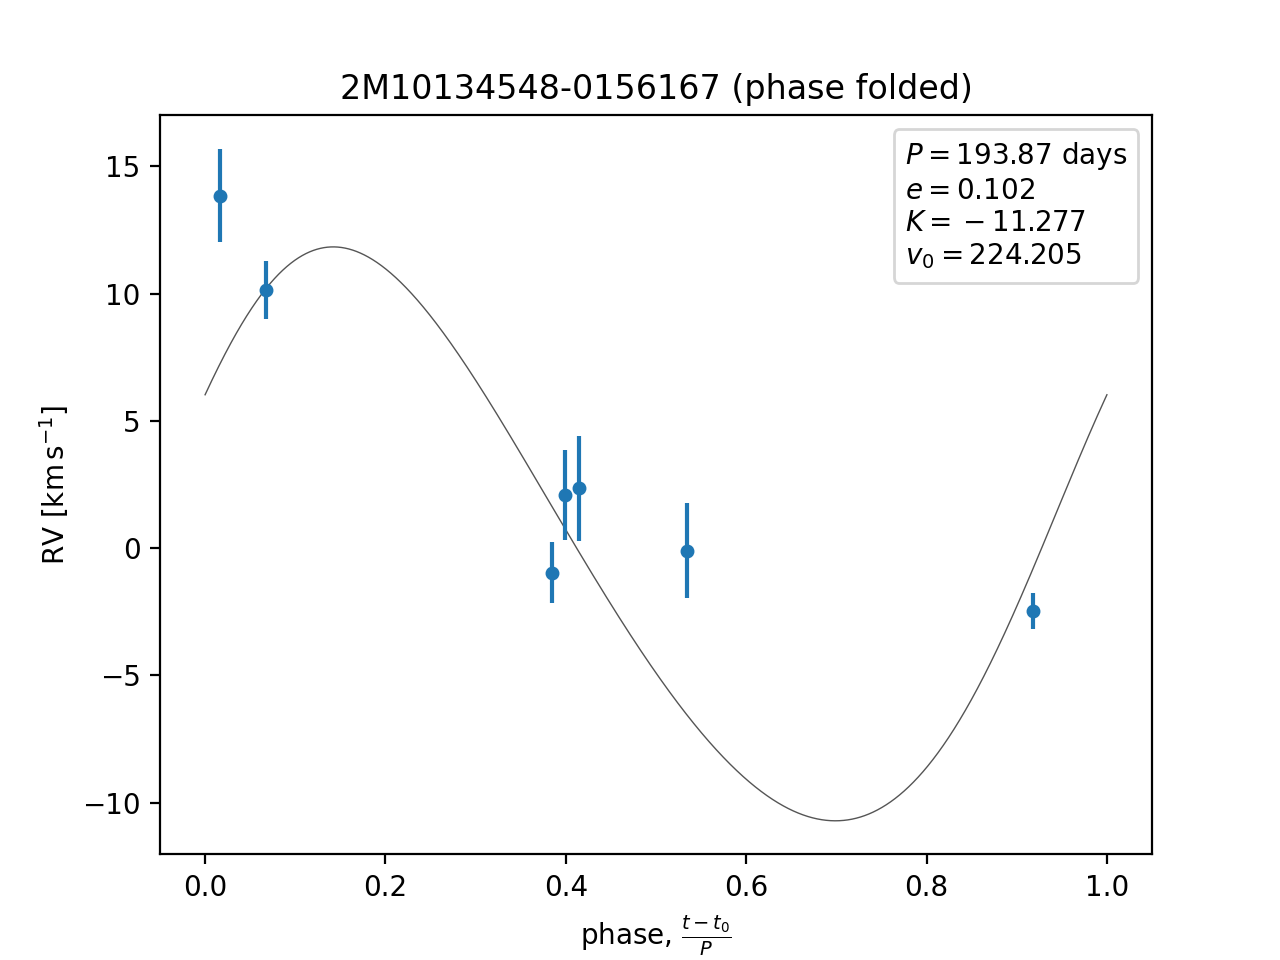 2M10134548-0156167 (phase folded)
P = 193.87 days
e = 0.102
K = −11.277
v₀ = 224.205
15
10
5
0
−5
−10
RV [km s⁻¹]
0.0 0.2 0.4 0.6 0.8 1.0
phase, (t − t₀)/P